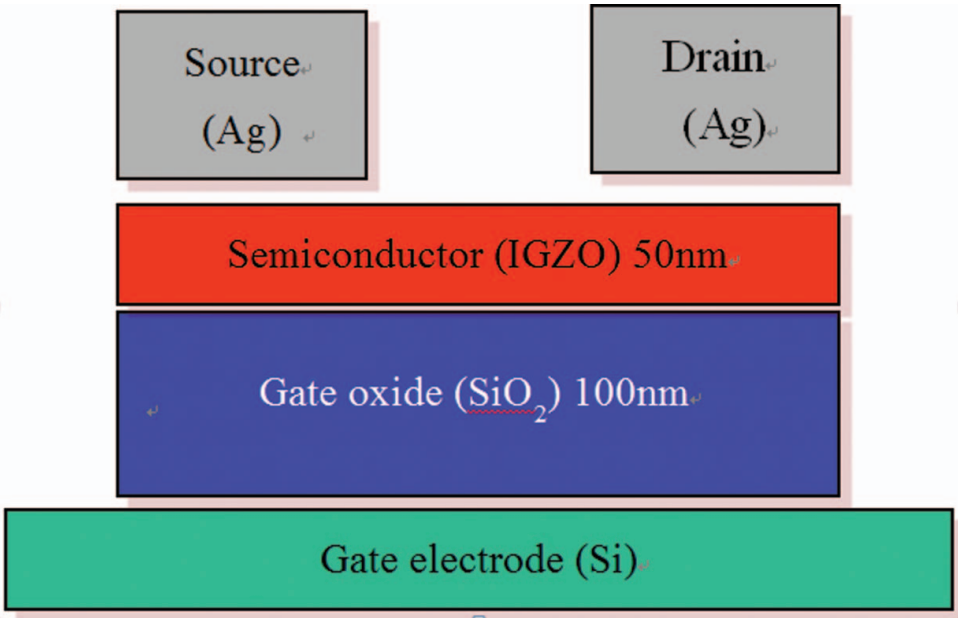 Source
(Ag)
Drain
(Ag)
Semiconductor (IGZO) 50nm
Gate oxide (SiO₂) 100nm
Gate electrode (Si)